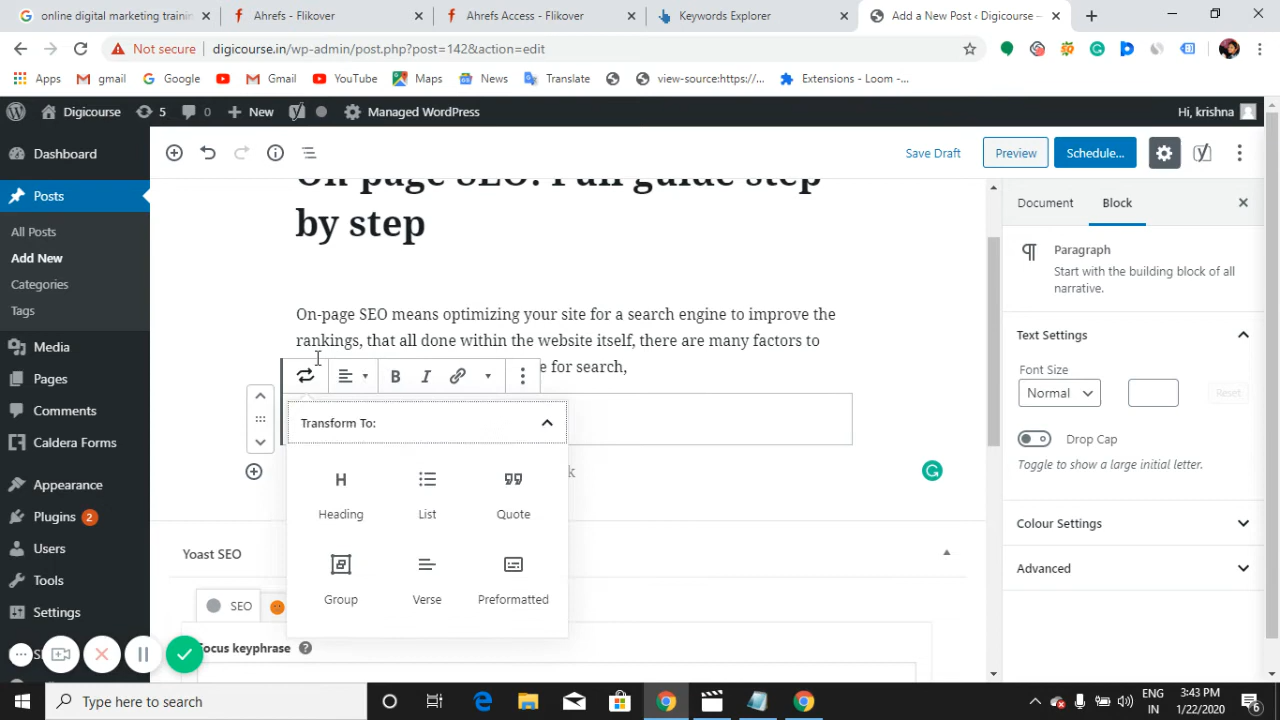 online digital marketing trainin
Ahrefs - Flikover
Ahrefs Access - Flikover
Keywords Explorer
Add a New Post ‹ Digicourse —
Not secure
digicourse.in/wp-admin/post.php?post=142&action=edit
Apps
gmail
Google
Gmail
YouTube
Maps
News
Translate
view-source:https://...
Extensions - Loom -...
Digicourse
5
0
New
Managed WordPress
Hi, krishna
Dashboard
Posts
All Posts
Add New
Categories
Tags
Media
Pages
Comments
Caldera Forms
Appearance
Plugins 2
Users
Tools
Settings
Save Draft
Preview
Schedule...
On-page SEO: Full guide step
by step
On-page SEO means optimizing your site for a search engine to improve the
rankings, that all done within the website itself, there are many factors to
e for search,
B I
Transform To:
H
Heading
List
Quote
Group
Verse
Preformatted
k
Yoast SEO
SEO
Focus keyphrase
?
Document
Block
Paragraph
Start with the building block of all
narrative.
Text Settings
Font Size
Normal
Reset
Drop Cap
Toggle to show a large initial letter.
Colour Settings
Advanced
Type here to search
ENG
IN
3:43 PM
1/22/2020
6